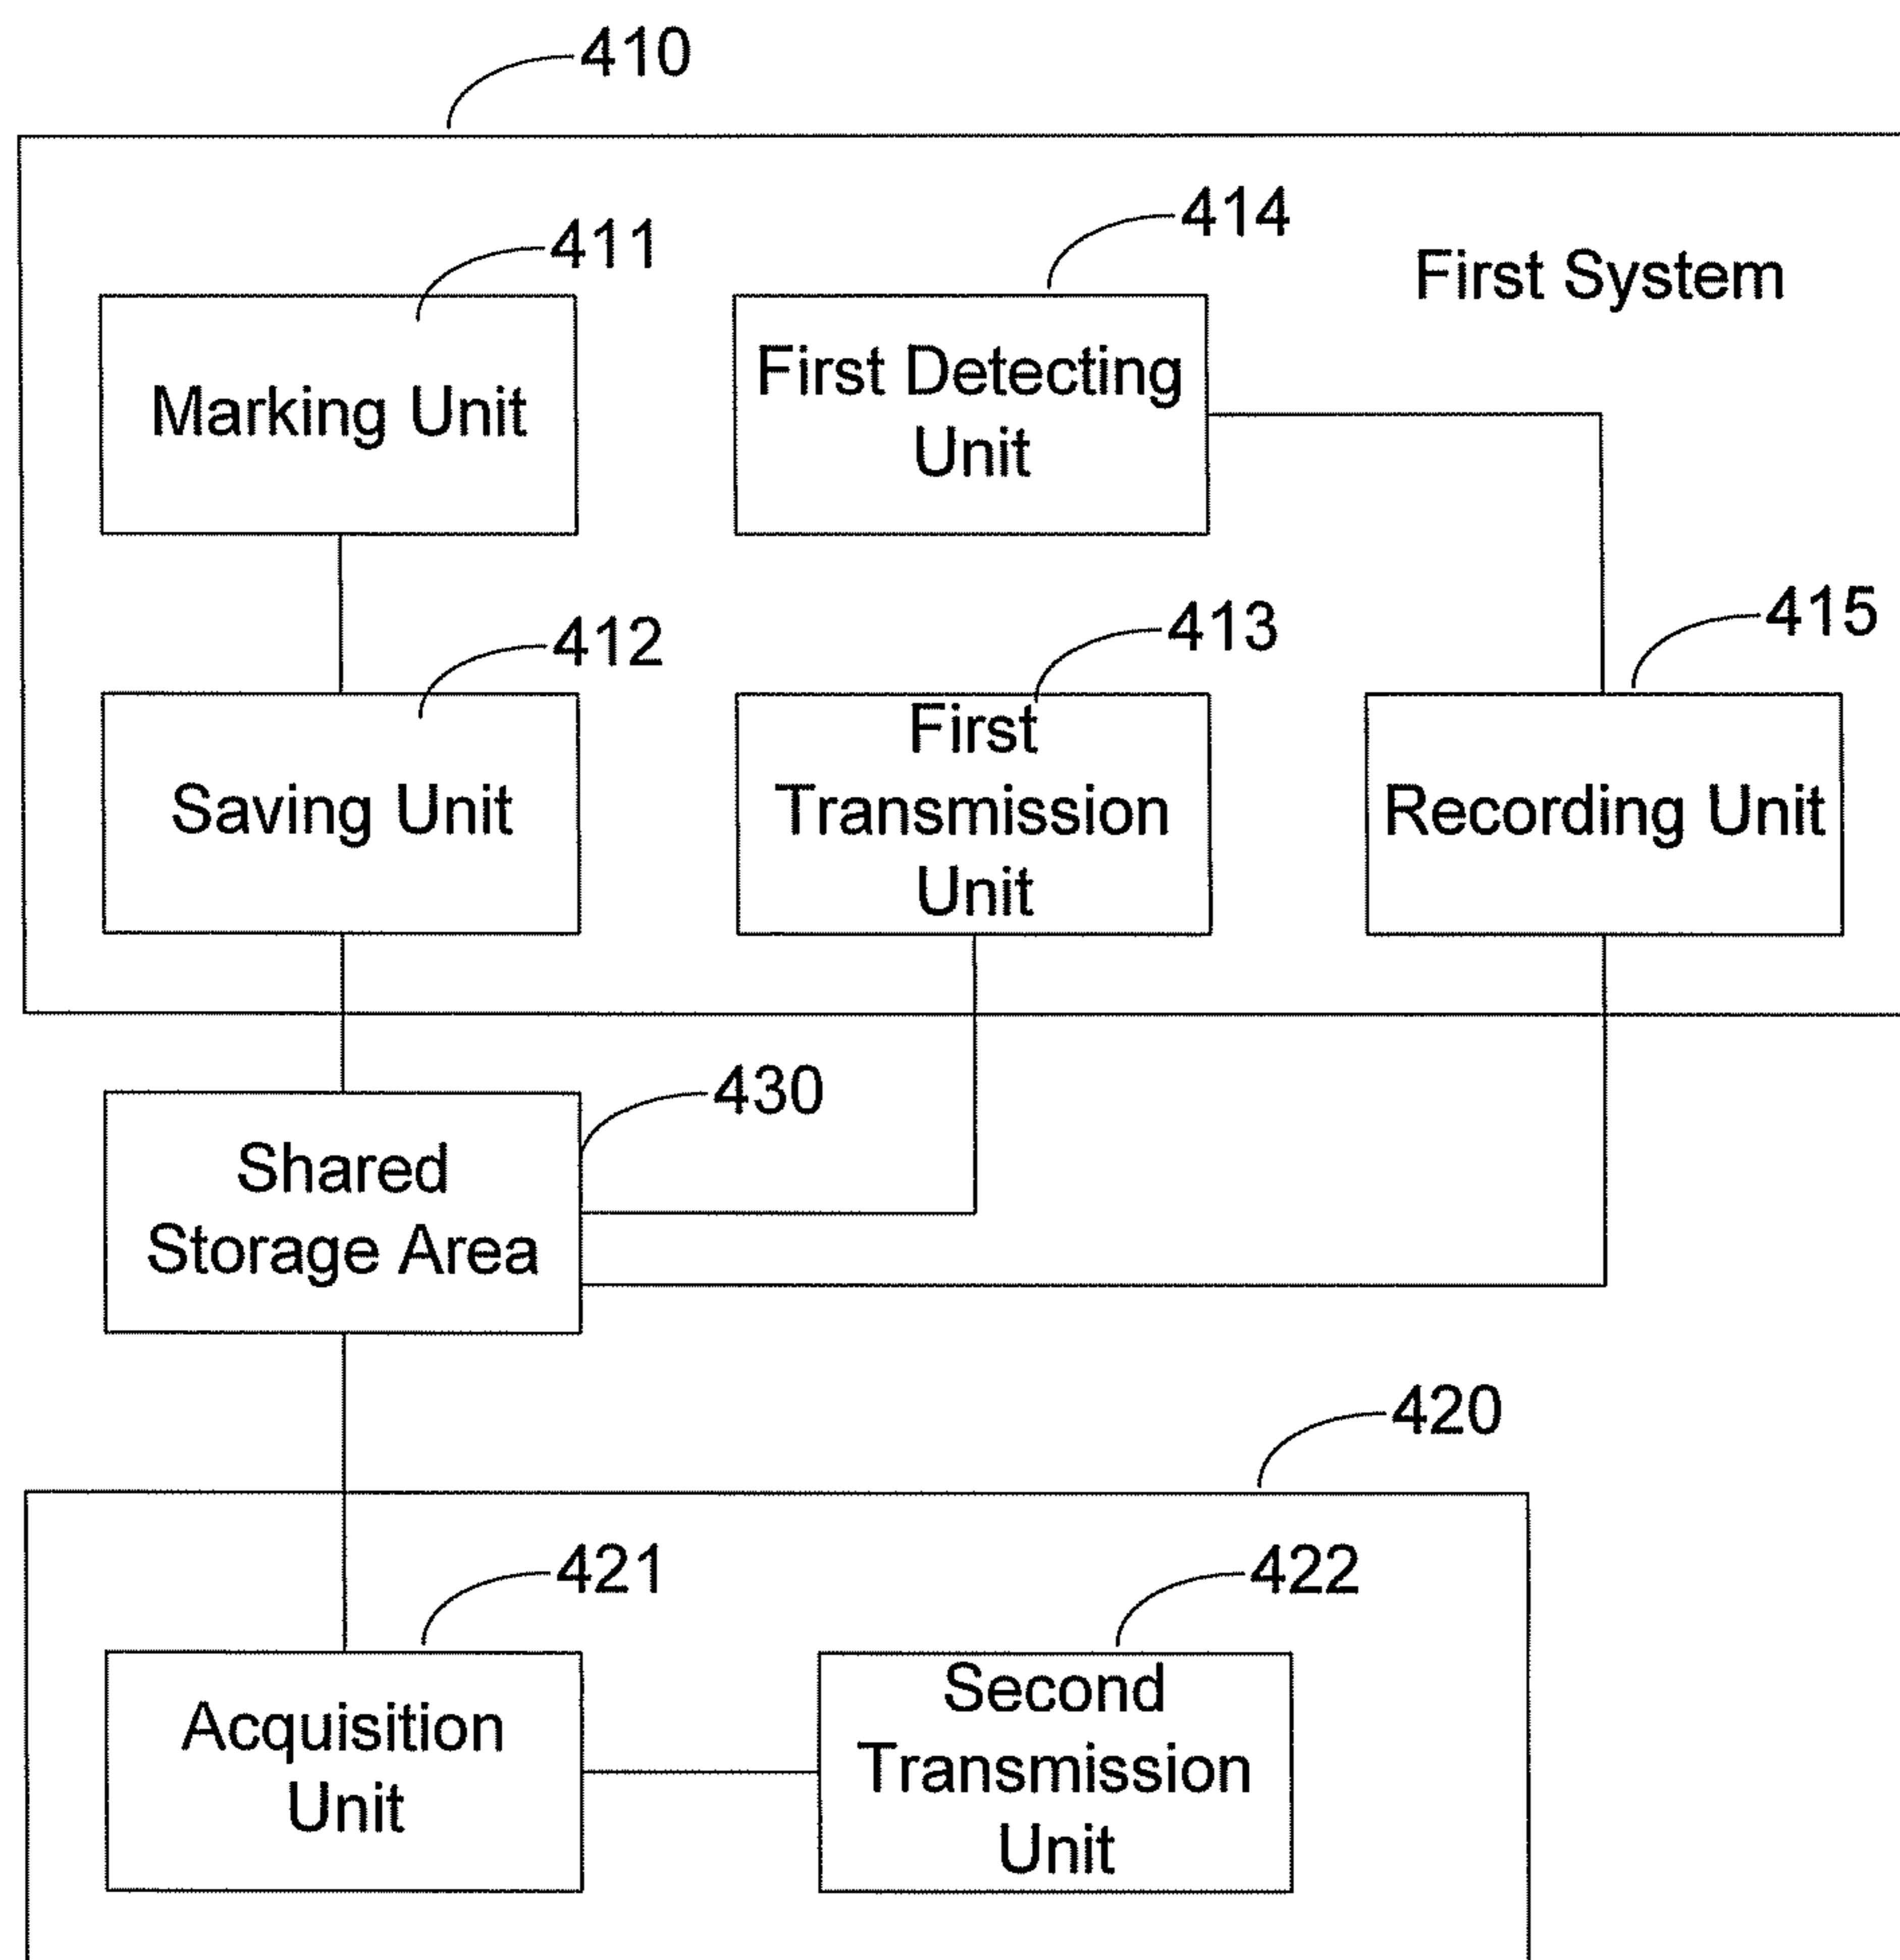 410
411
414
First System
Marking Unit
First Detecting
Unit
412
413
415
Saving Unit
First
Transmission
Unit
Recording Unit
430
Shared
Storage Area
420
421
422
Acquisition
Unit
Second
Transmission
Unit